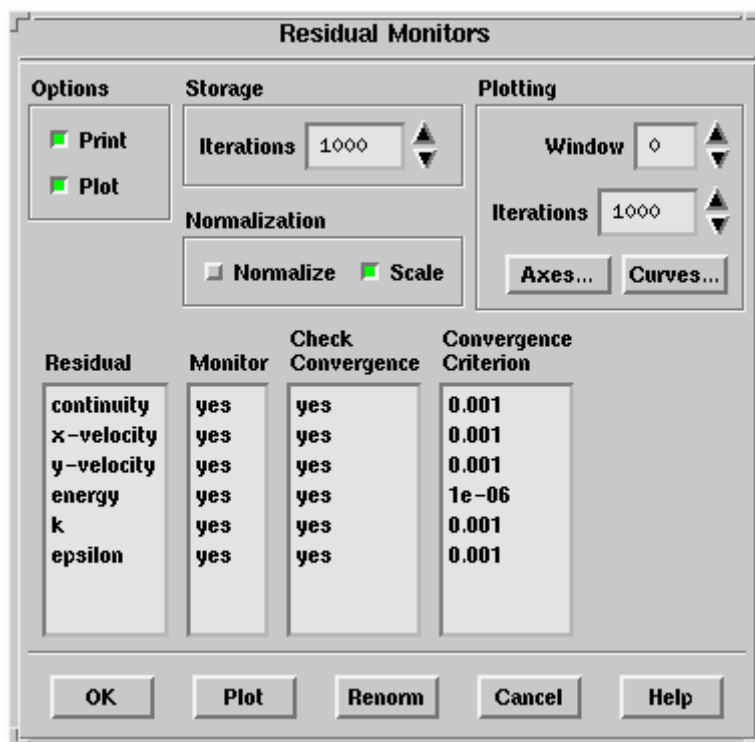 Residual Monitors
Options
Print
Plot
Storage
Iterations 1000
Normalization
Normalize Scale
Plotting
Window 0
Iterations 1000
Axes... Curves...
Residual Monitor Check Convergence Convergence Criterion
continuity yes yes 0.001
x-velocity yes yes 0.001
y-velocity yes yes 0.001
energy yes yes 1e-06
k yes yes 0.001
epsilon yes yes 0.001
OK Plot Renorm Cancel Help